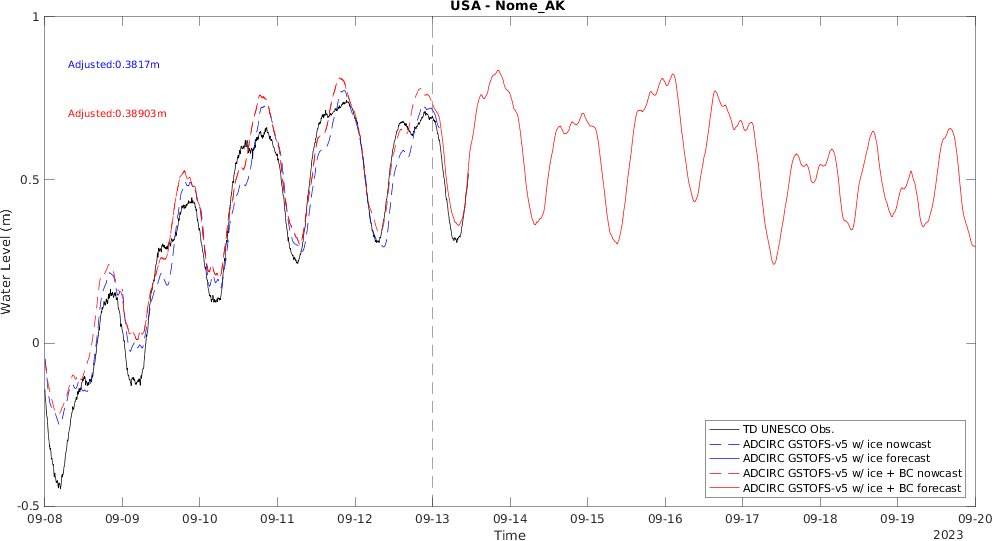 USA - Nome_AK
1
Adjusted:0.3817m
Adjusted:0.38903m
0.5
Water Level (m)
0
TD UNESCO Obs.
ADCIRC GSTOFS-v5 w/ ice nowcast
ADCIRC GSTOFS-v5 w/ ice forecast
ADCIRC GSTOFS-v5 w/ ice + BC nowcast
ADCIRC GSTOFS-v5 w/ ice + BC forecast
-0.5
09-08 09-09 09-10 09-11 09-12 09-13 09-14 09-15 09-16 09-17 09-18 09-19 09-20
Time
2023